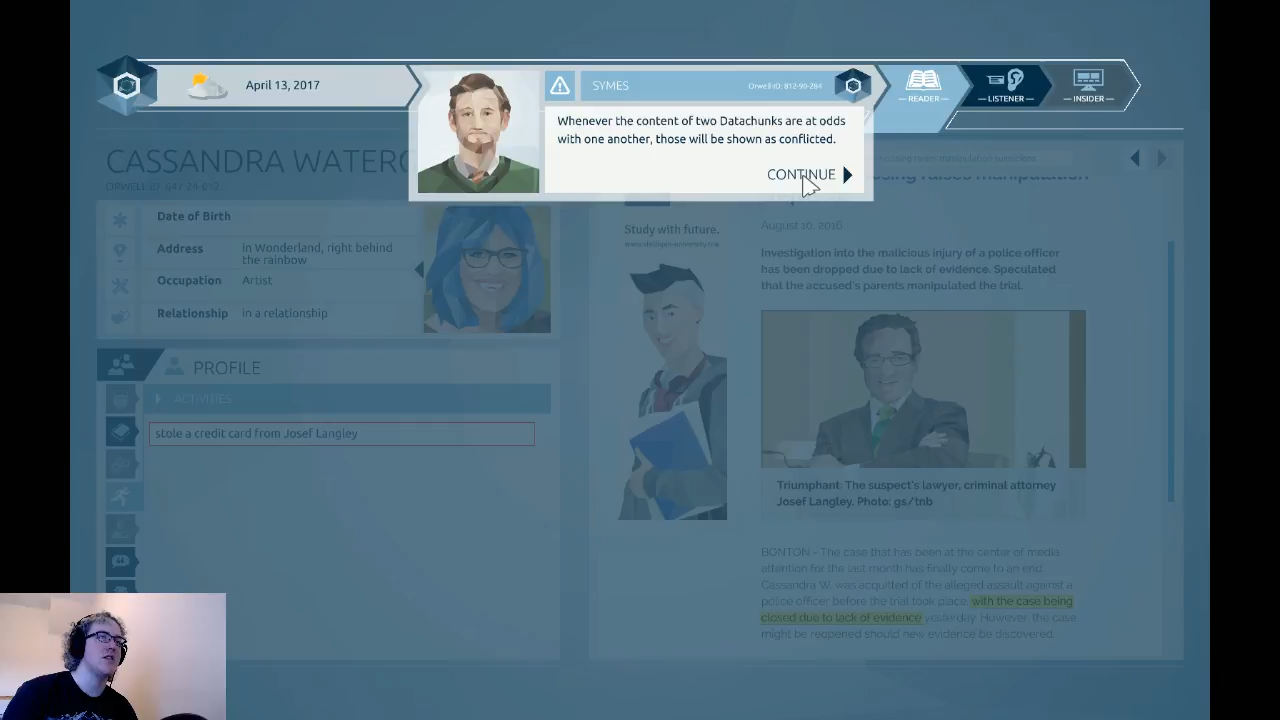 April 13, 2017
SYMES
Orwell ID: 812-90-284
Whenever the content of two Datachunks are at odds
with one another, those will be shown as conflicted.
CONTINUE
READER
LISTENER
INSIDER
CASSANDRA WATERG
Date of Birth
Address
in Wonderland, right behind
the rainbow
Occupation
Artist
Relationship
in a relationship
PROFILE
ACTIVITIES
stole a credit card from Josef Langley
Study with future.
August 10, 2016
Investigation into the malicious injury of a police officer
has been dropped due to lack of evidence. Speculated
that the accused's parents manipulated the trial.
Triumphant: The suspect's lawyer, criminal attorney
Josef Langley. Photo: gs/tnb
BONTON - The case that has been at the center of media
attention for the last month has finally come to an end.
Cassandra W. was acquitted of the alleged assault against a
police officer before the trial took place, with the case being
closed due to lack of evidence yesterday. However, the case
might be reopened should new evidence be discovered.